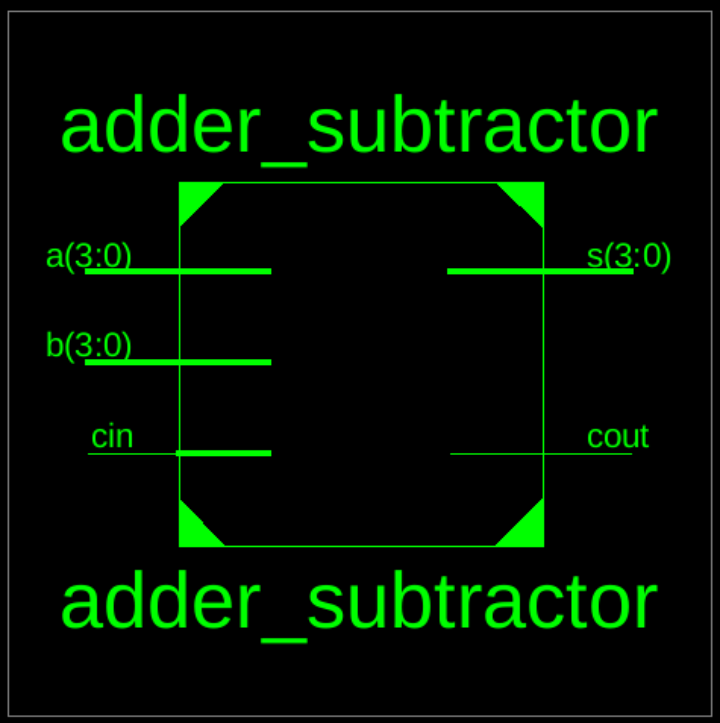 adder_subtractor
a(3:0)
s(3:0)
b(3:0)
cin
cout
adder_subtractor